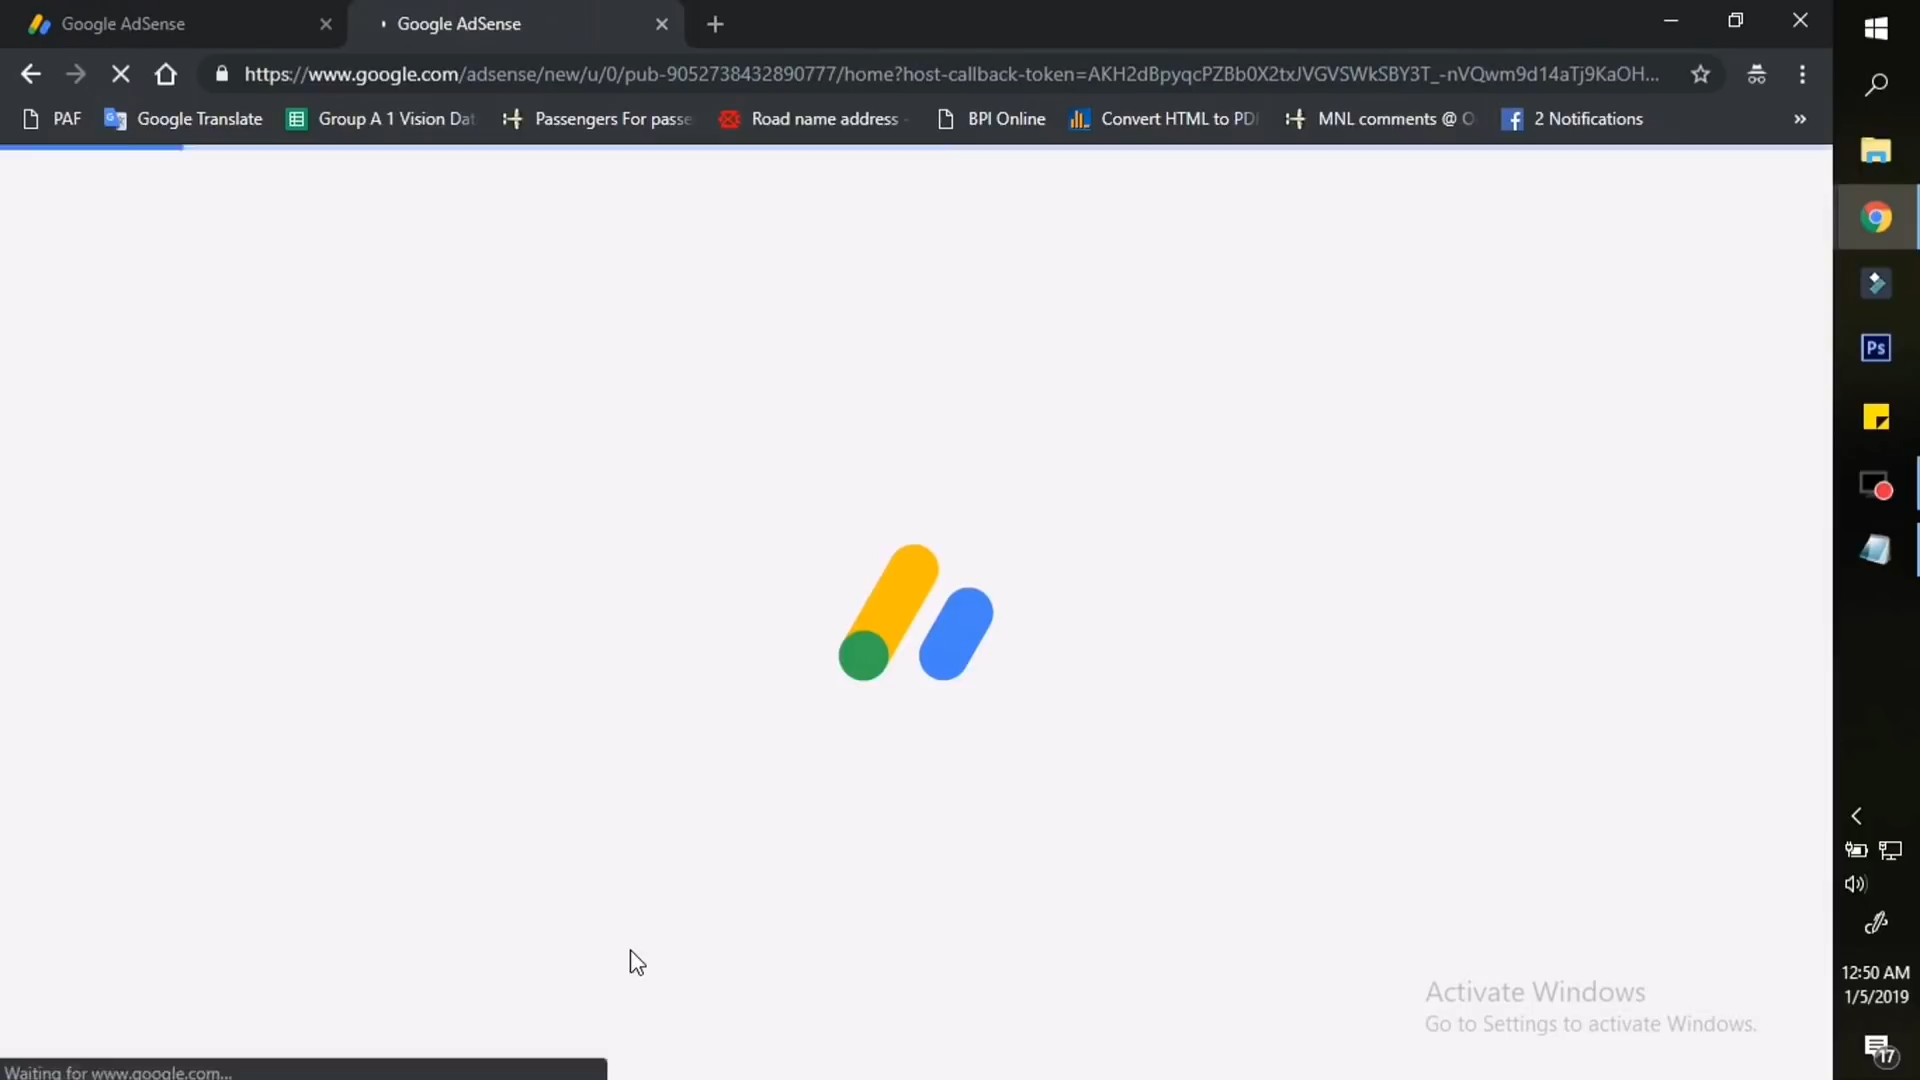 Google AdSense
Google AdSense
https://www.google.com/adsense/new/u/0/pub-9052738432890777/home?host-callback-token=AKH2dBpyqcPZBb0X2txJVGVSWkSBY3T_-nVQwm9d14aTj9KaOH...
PAF Google Translate Group A 1 Vision Dat Passengers For passe Road name address - BPI Online Convert HTML to PD MNL comments @ O 2 Notifications »
Ps
Activate Windows
Go to Settings to activate Windows.
12:50 AM
1/5/2019
17
Waiting for www.google.com...